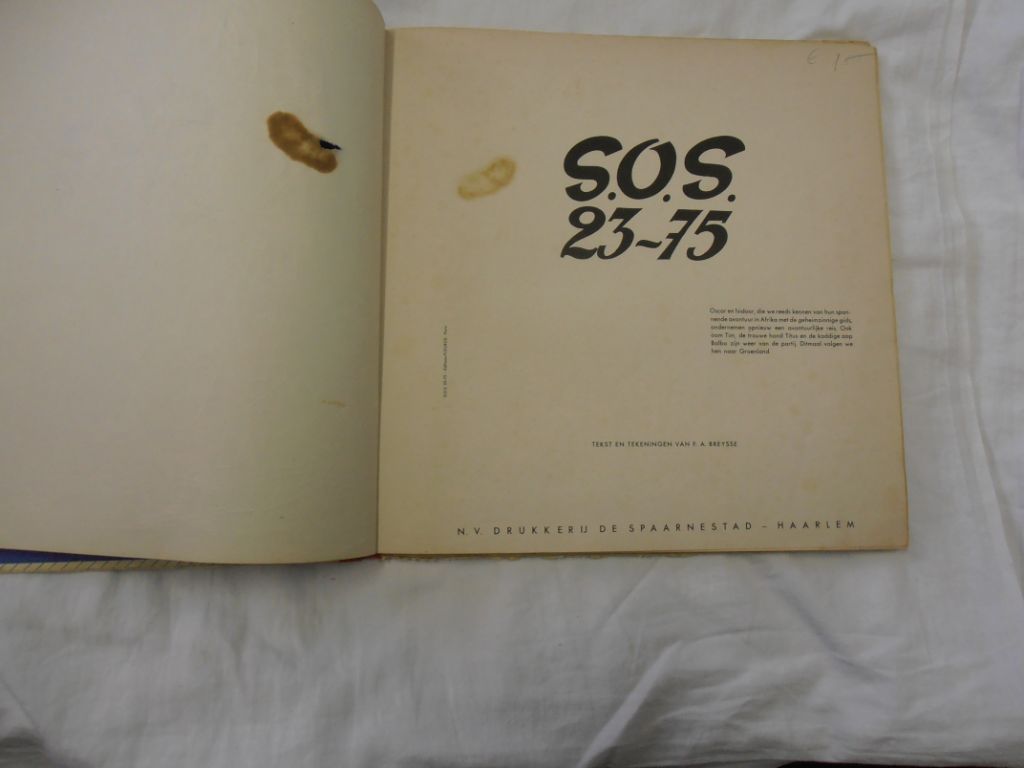 € 1,-
S.O.S.
23~75
Oscar en Isidoor, die we reeds kennen van hun span-
nende avontuur in Afrika met de geheimzinnige gids,
ondernemen opnieuw een avontuurlijke reis. Ook
oom Tim, de trouwe hond Titus en de koddige aap
Balbo zijn weer van de partij. Ditmaal volgen we
hen naar Groenland.
TEKST EN TEKENINGEN VAN F. A. BREYSSE
N.V. DRUKKERIJ DE SPAARNESTAD – HAARLEM